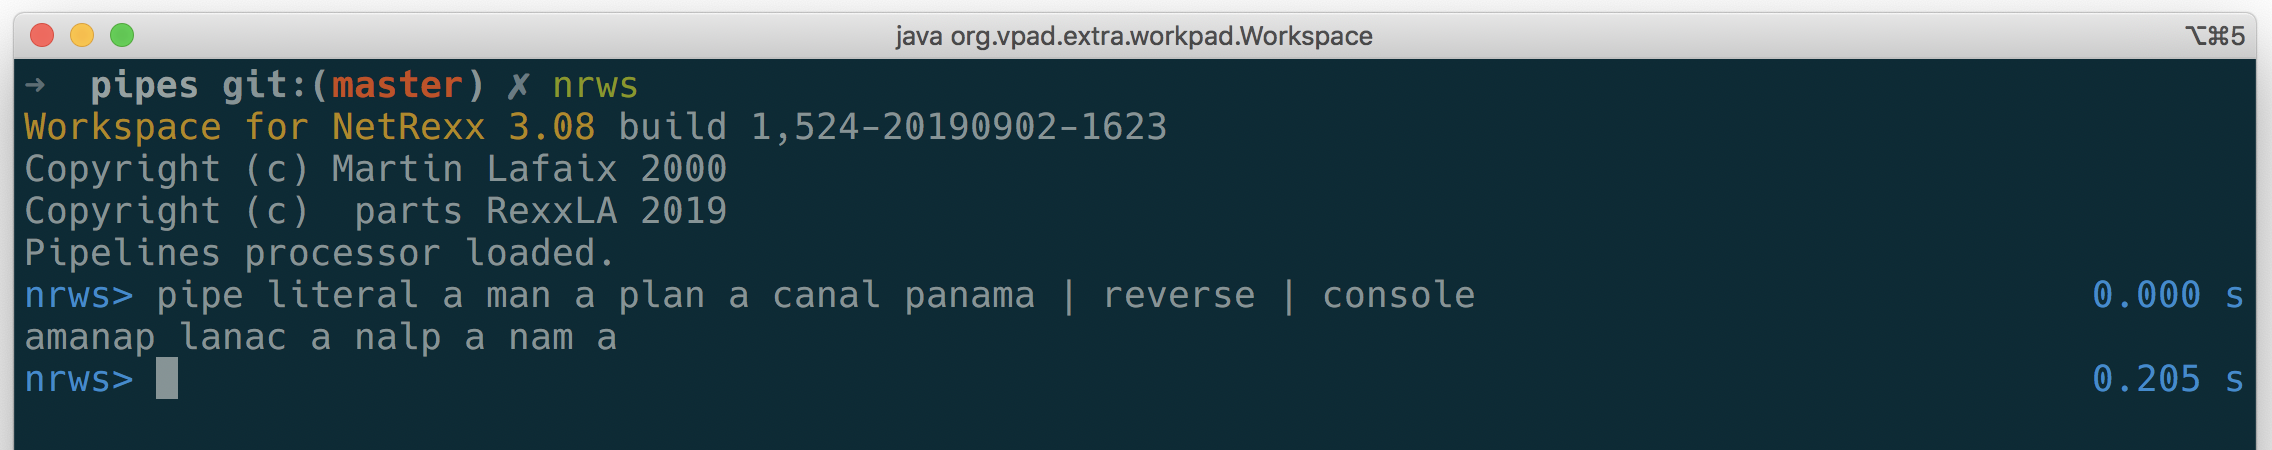 java org.vpad.extra.workpad.Workspace ⌥⌘5
➜  pipes git:(master) ✗ nrws
Workspace for NetRexx 3.08 build 1,524-20190902-1623
Copyright (c) Martin Lafaix 2000
Copyright (c)  parts RexxLA 2019
Pipelines processor loaded.
nrws> pipe literal a man a plan a canal panama | reverse | console 0.000 s
amanap lanac a nalp a nam a
nrws> 0.205 s